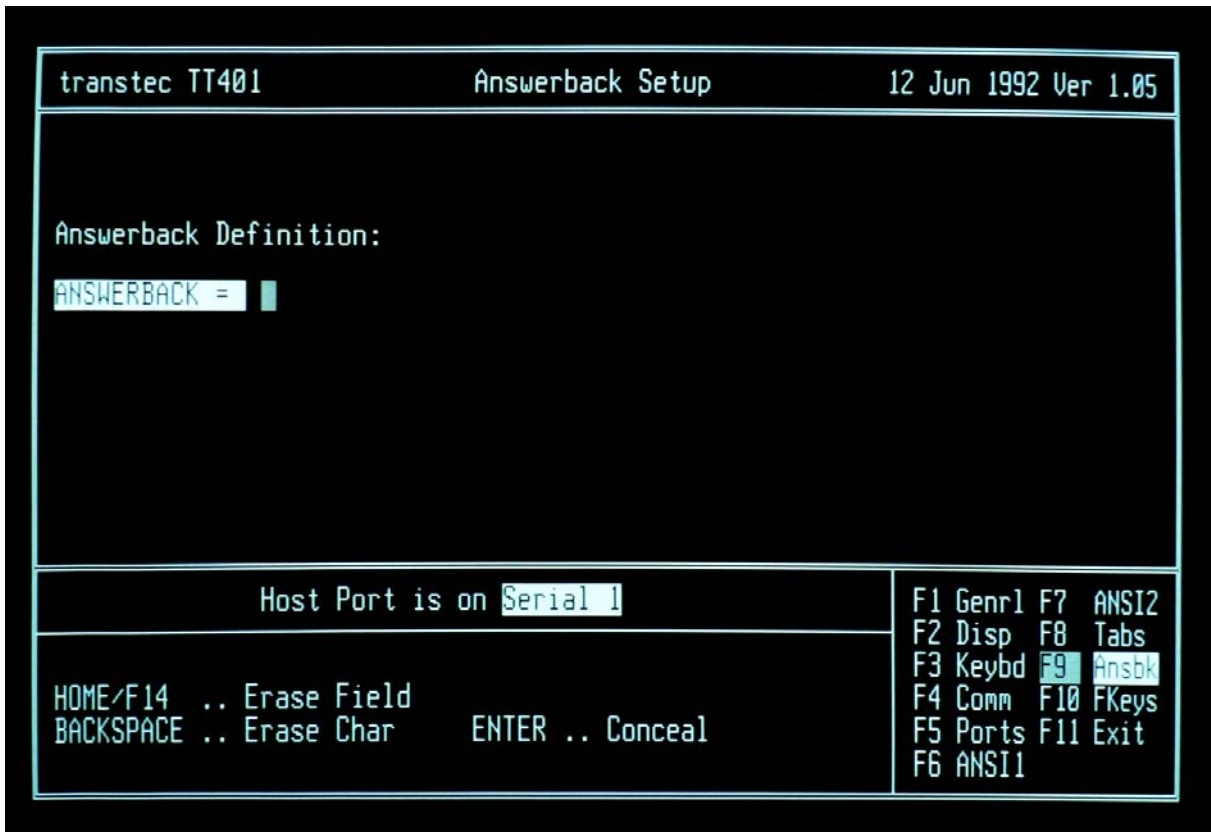 transtec TT401 Answerback Setup 12 Jun 1992 Ver 1.05
Answerback Definition:
ANSWERBACK =
Host Port is on Serial 1
HOME/F14 .. Erase Field
BACKSPACE .. Erase Char ENTER .. Conceal
F1 Genrl F7 ANSI2
F2 Disp F8 Tabs
F3 Keybd F9 Ansbk
F4 Comm F10 FKeys
F5 Ports F11 Exit
F6 ANSI1